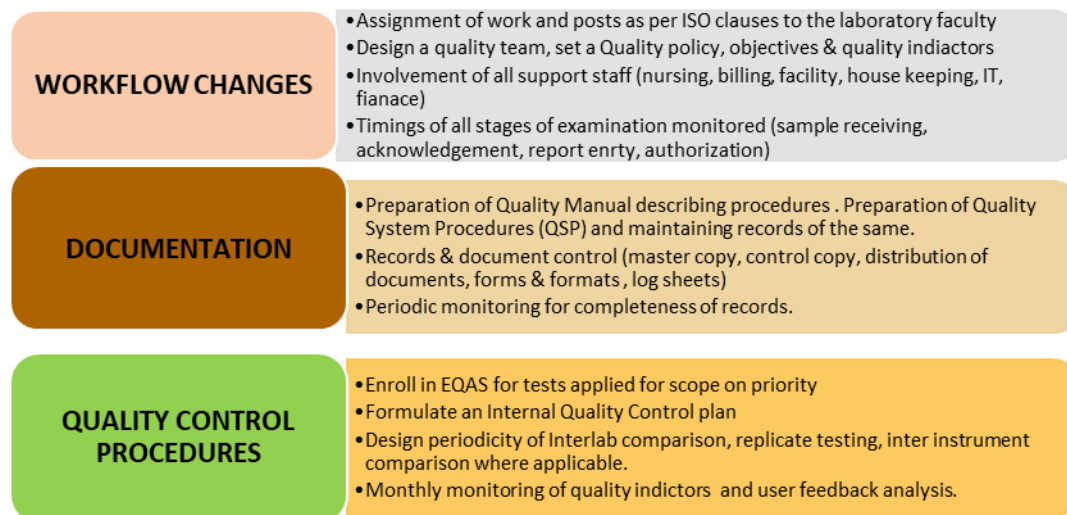 WORKFLOW CHANGES
•Assignment of work and posts as per ISO clauses to the laboratory faculty
•Design a quality team, set a Quality policy, objectives & quality indiactors
•Involvement of all support staff (nursing, billing, facility, house keeping, IT,
fianace)
•Timings of all stages of examination monitored (sample receiving,
acknowledgement, report enrty, authorization)
DOCUMENTATION
•Preparation of Quality Manual describing procedures . Preparation of Quality
System Procedures (QSP) and maintaining records of the same.
•Records & document control (master copy, control copy, distribution of
documents, forms & formats , log sheets)
•Periodic monitoring for completeness of records.
QUALITY CONTROL
PROCEDURES
•Enroll in EQAS for tests applied for scope on priority
•Formulate an Internal Quality Control plan
•Design periodicity of Interlab comparison, replicate testing, inter instrument
comparison where applicable.
•Monthly monitoring of quality indictors and user feedback analysis.